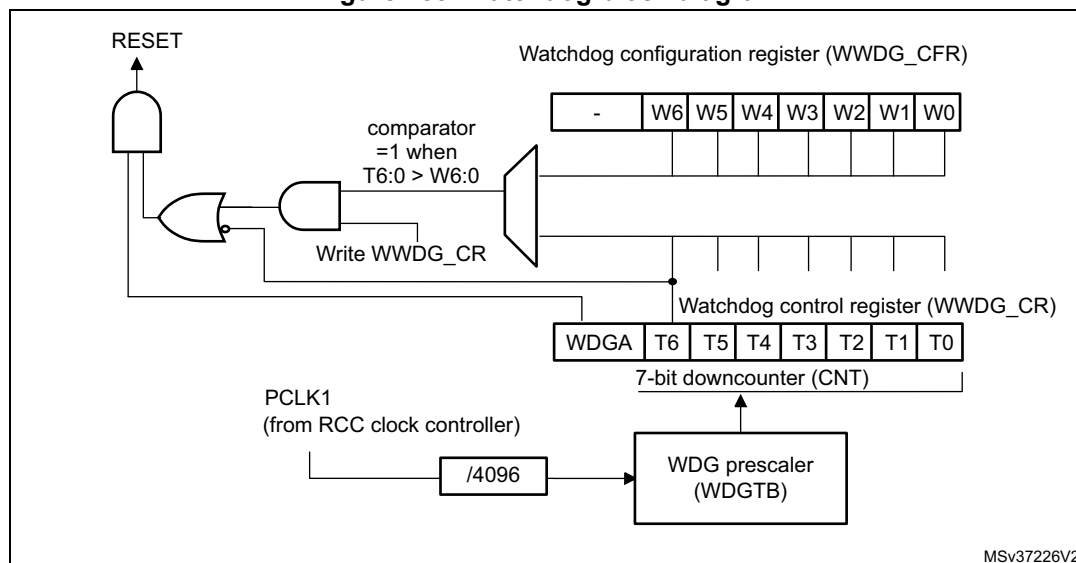 RESET
Watchdog configuration register (WWDG_CFR)
- W6 W5 W4 W3 W2 W1 W0
comparator
=1 when
T6:0 > W6:0
Write WWDG_CR
Watchdog control register (WWDG_CR)
WDGA T6 T5 T4 T3 T2 T1 T0
7-bit downcounter (CNT)
PCLK1
(from RCC clock controller)
/4096
WDG prescaler
(WDGTB)
MSv37226V2